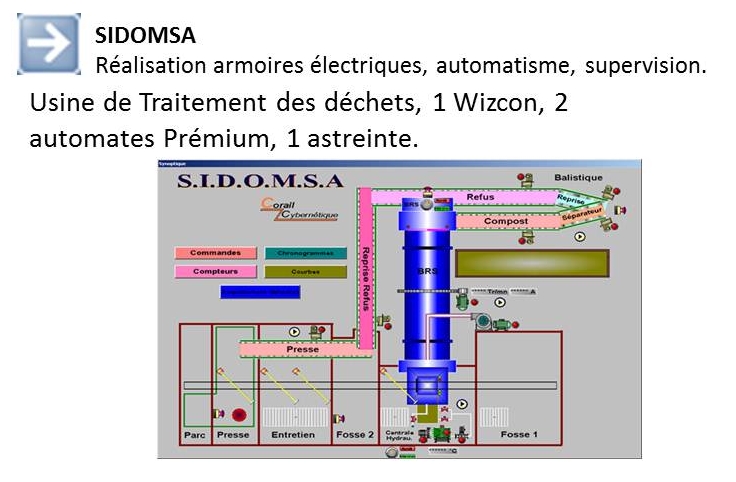 SIDOMSA
Réalisation armoires électriques, automatisme, supervision.
Usine de Traitement des déchets, 1 Wizcon, 2
automates Prémium, 1 astreinte.
Synoptique
S.I.D.O.M.S.A
Corail
Cybernétique
Balistique
Refus
Reprise
Séparateur
Compost
BRS
Commandes
Chronogrammes
Compteurs
Courbes
Reprise Refus
BRS
Presse
Parc
Presse
Entretien
Fosse 2
Centrale
Hydrau.
Fosse 1